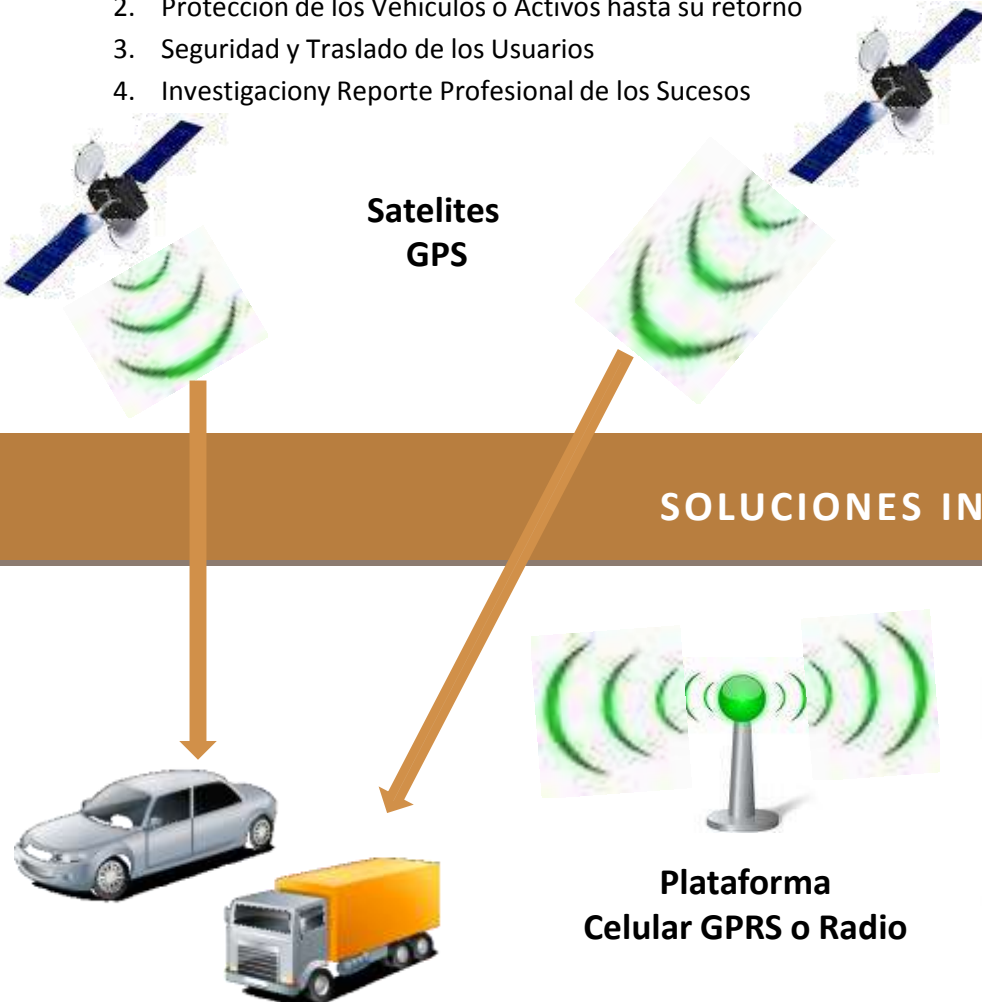 2. Proteccion de los Vehiculos o Activos hasta su retorno
3. Seguridad y Traslado de los Usuarios
4. Investigaciony Reporte Profesional de los Sucesos
Satelites
GPS
SOLUCIONES IN
Plataforma
Celular GPRS o Radio